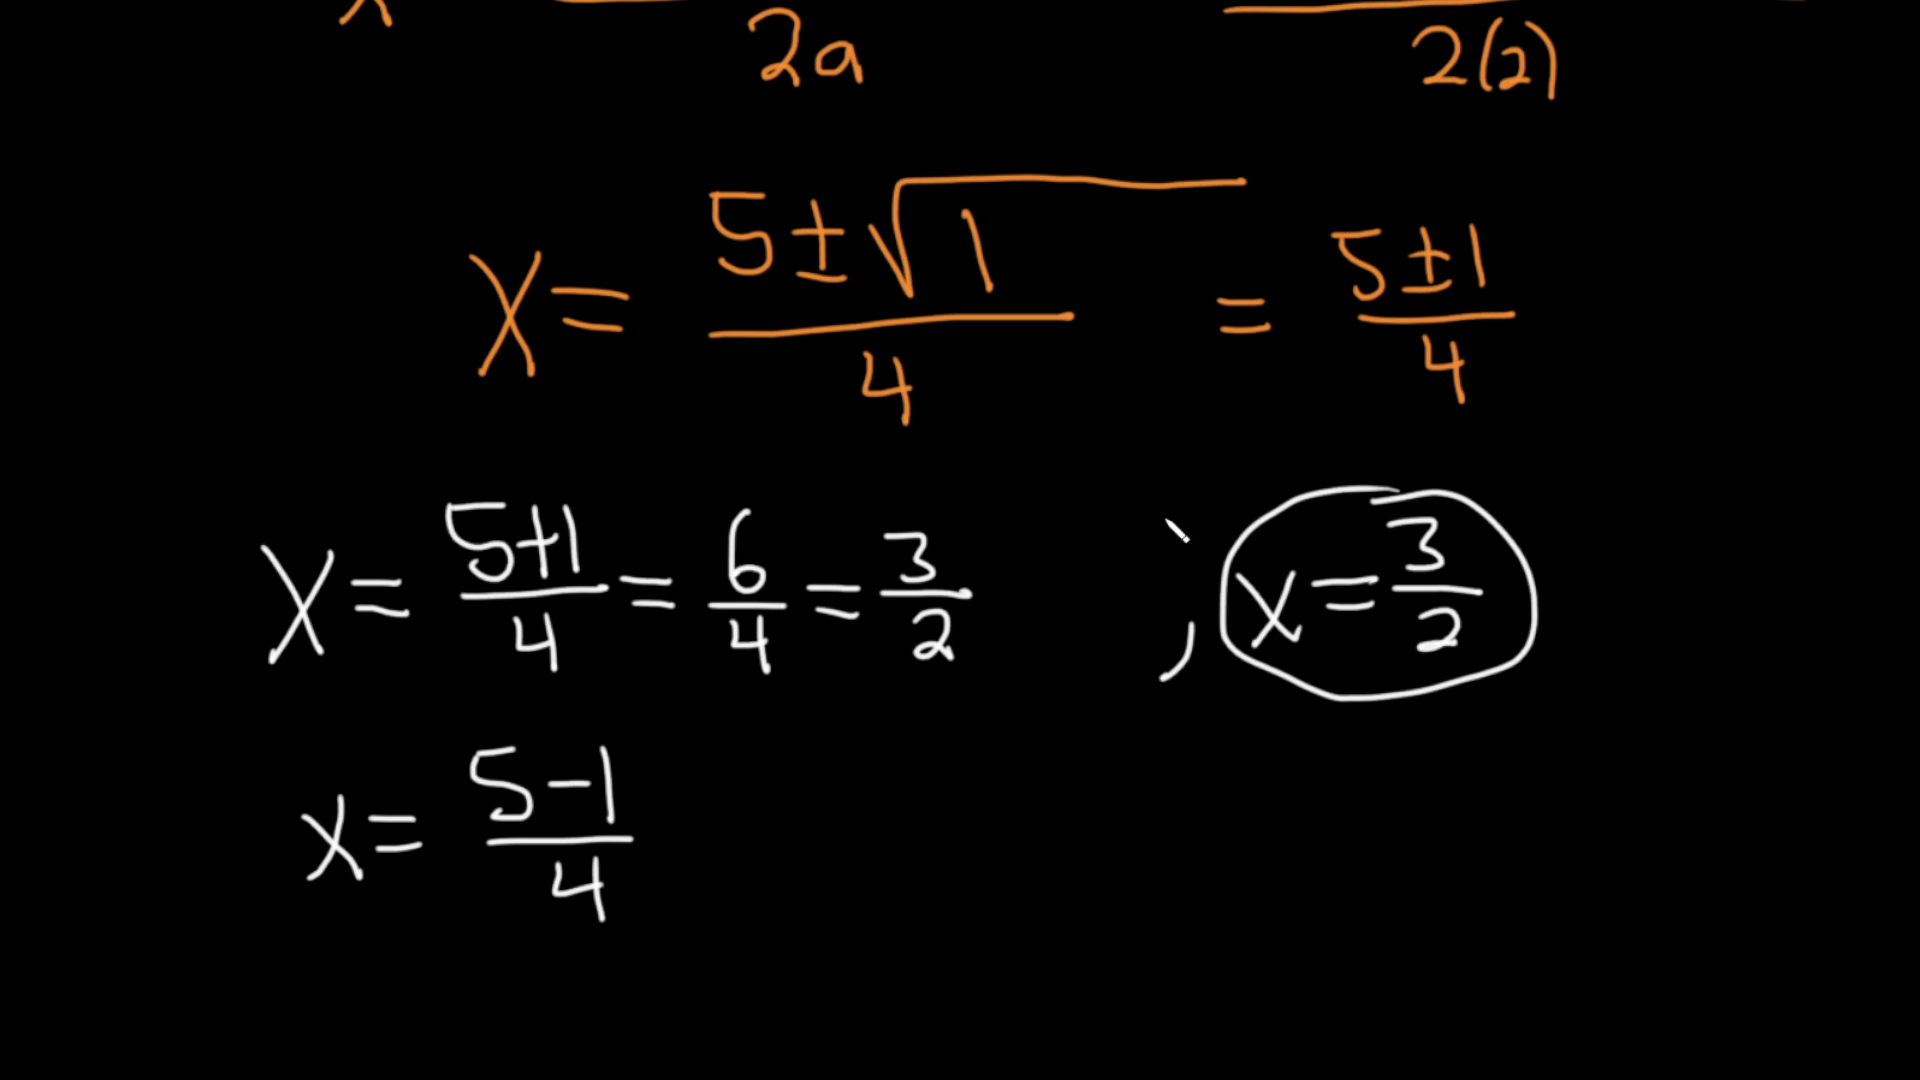 x 2a 2(2)
x = (5 ± √1)/4 = (5 ± 1)/4
x = (5+1)/4 = 6/4 = 3/2 , x = 3/2
x = (5-1)/4